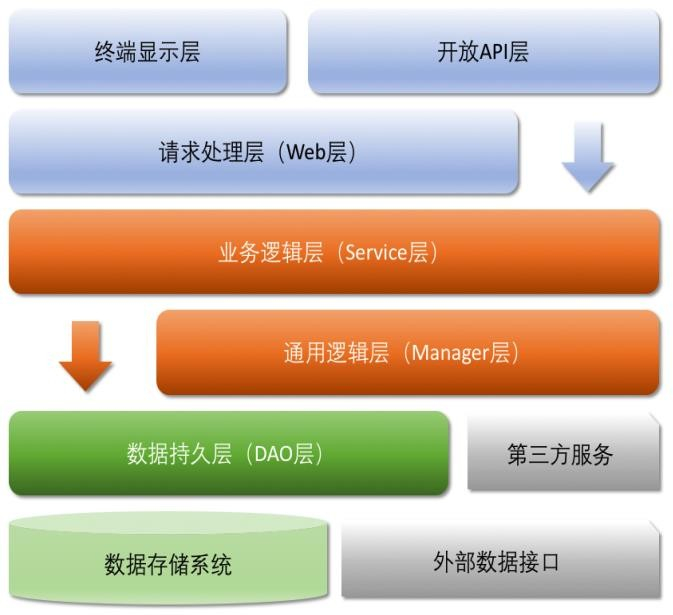 终端显示层
开放API层
请求处理层（Web层）
业务逻辑层（Service层）
通用逻辑层（Manager层）
数据持久层（DAO层）
第三方服务
数据存储系统
外部数据接口